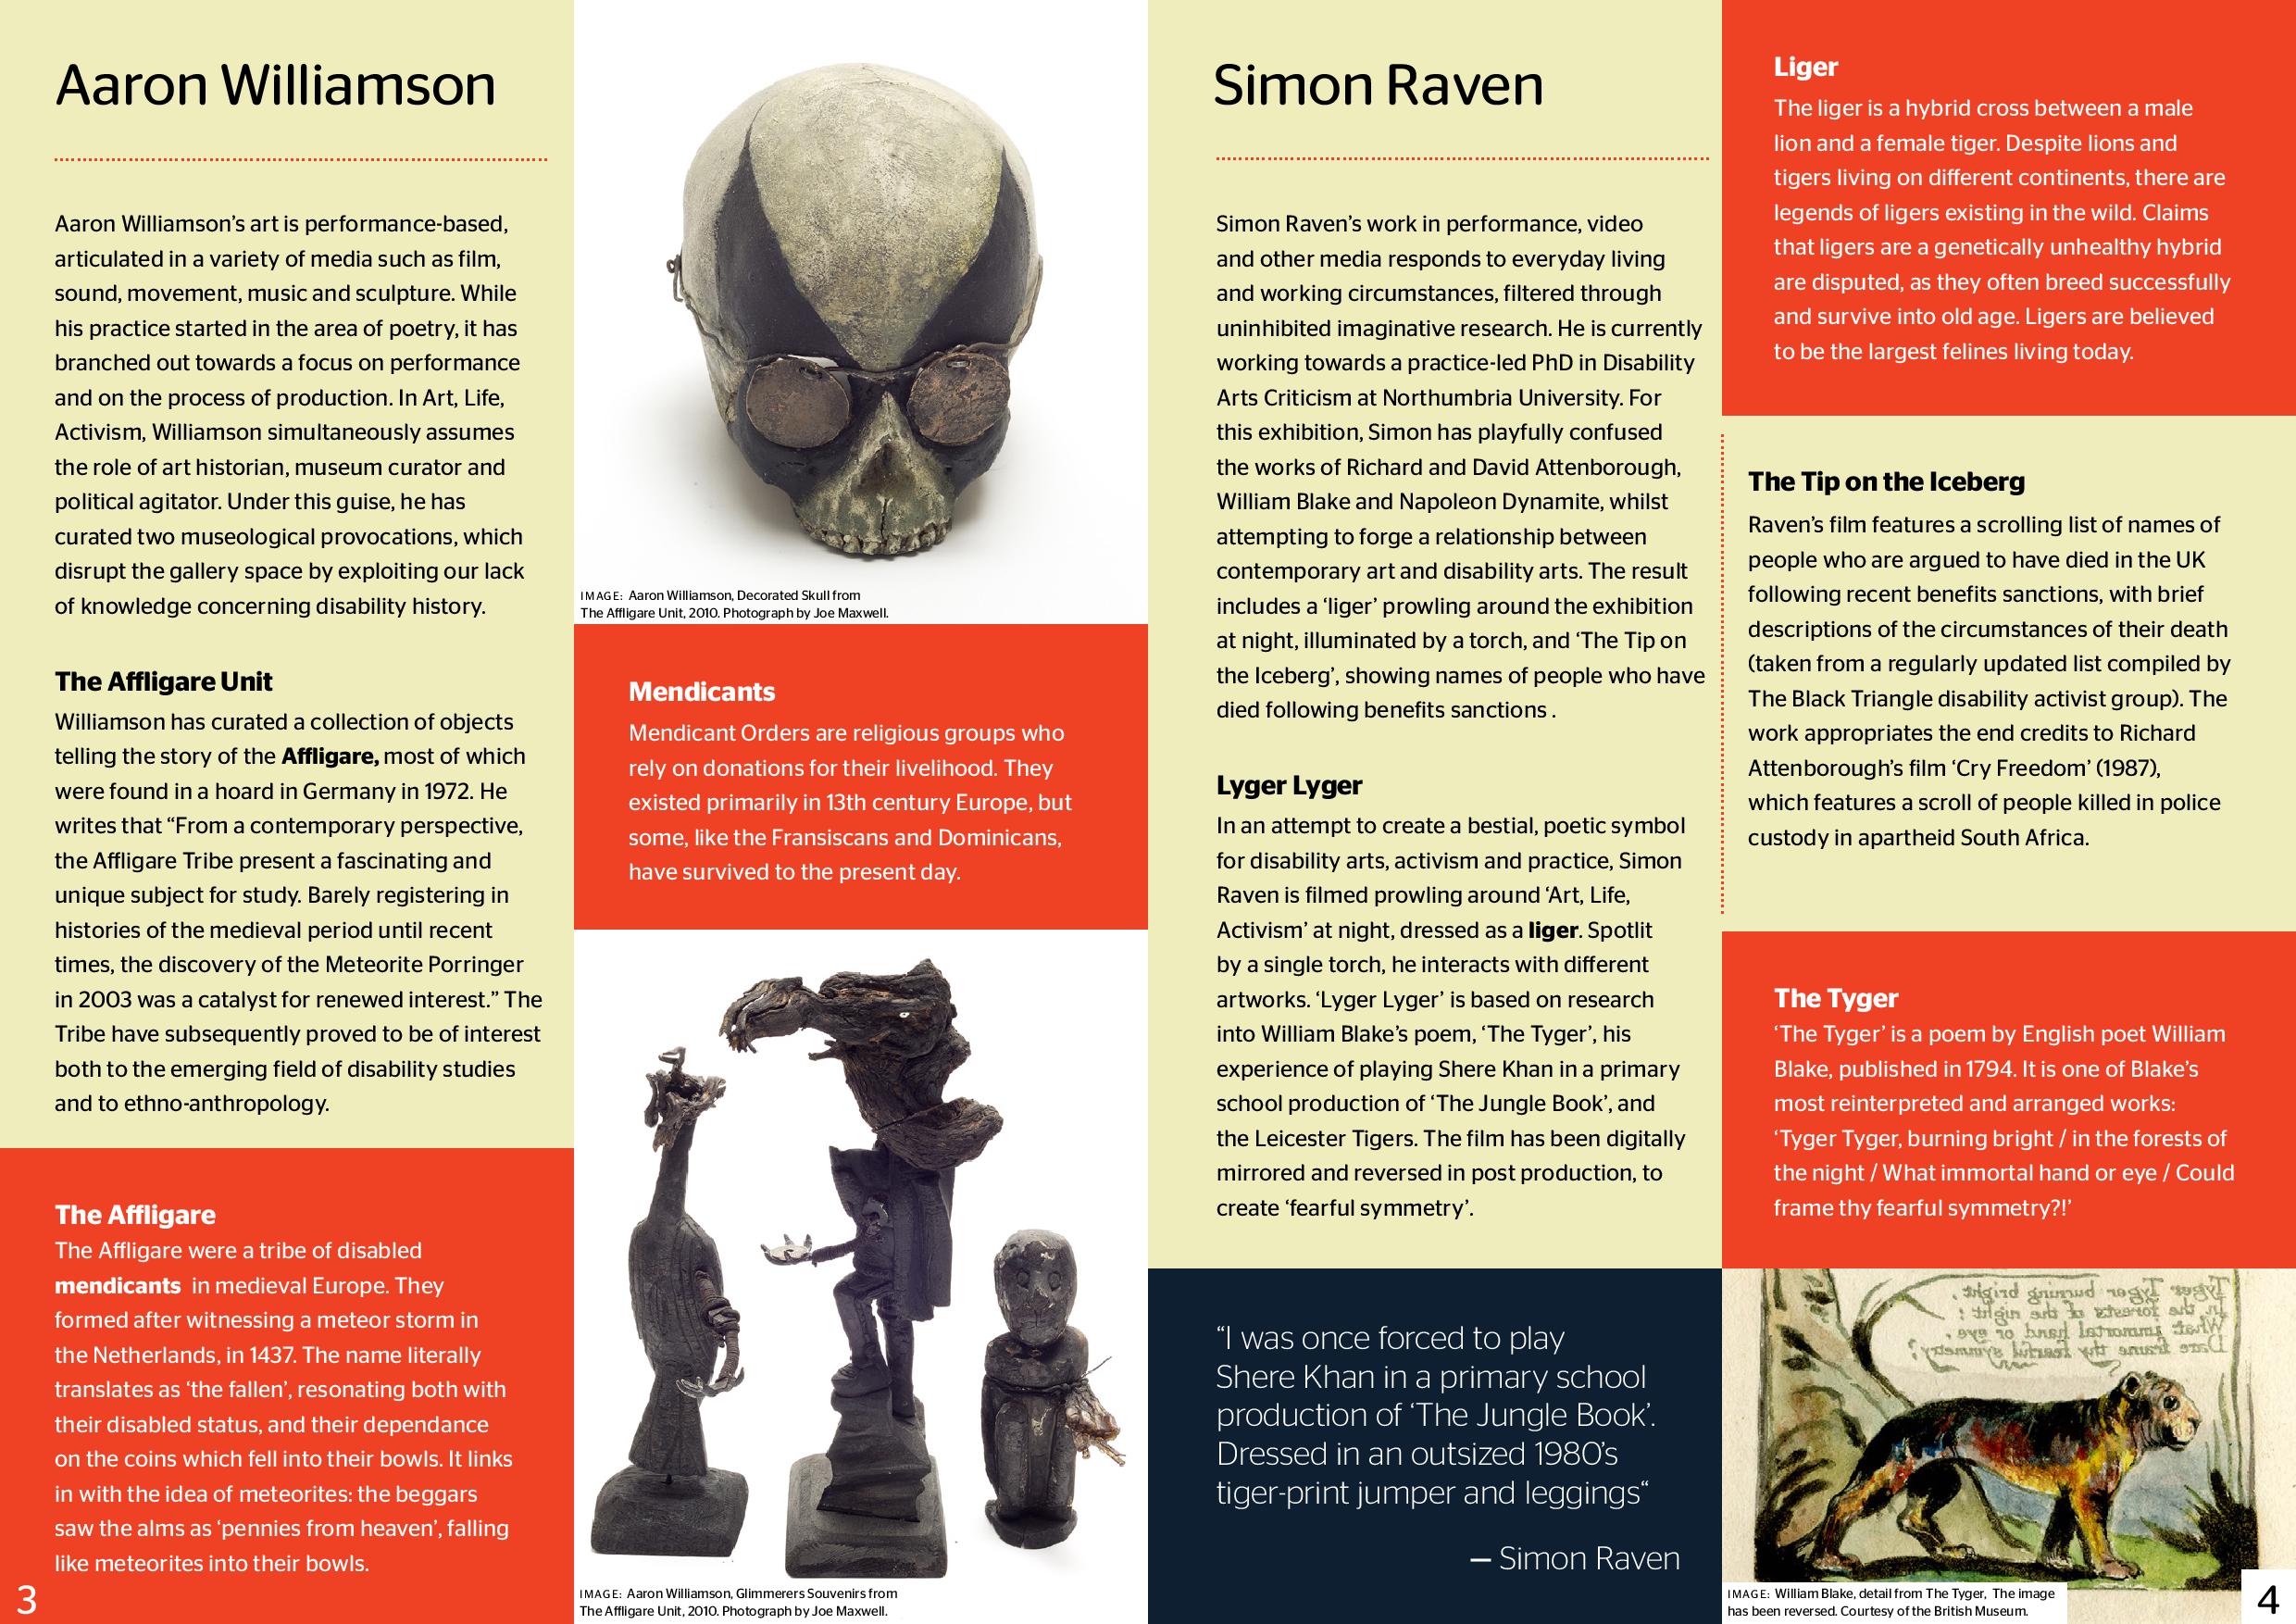 Aaron Williamson
Aaron Williamson’s art is performance-based,
articulated in a variety of media such as film,
sound, movement, music and sculpture. While
his practice started in the area of poetry, it has
branched out towards a focus on performance
and on the process of production. In Art, Life,
Activism, Williamson simultaneously assumes
the role of art historian, museum curator and
political agitator. Under this guise, he has
curated two museological provocations, which
disrupt the gallery space by exploiting our lack
of knowledge concerning disability history.
The Affligare Unit
Williamson has curated a collection of objects
telling the story of the Affligare, most of which
were found in a hoard in Germany in 1972. He
writes that “From a contemporary perspective,
the Affligare Tribe present a fascinating and
unique subject for study. Barely registering in
histories of the medieval period until recent
times, the discovery of the Meteorite Porringer
in 2003 was a catalyst for renewed interest.” The
Tribe have subsequently proved to be of interest
both to the emerging field of disability studies
and to ethno-anthropology.
The Affligare
The Affligare were a tribe of disabled
mendicants in medieval Europe. They
formed after witnessing a meteor storm in
the Netherlands, in 1437. The name literally
translates as ‘the fallen’, resonating both with
their disabled status, and their dependance
on the coins which fell into their bowls. It links
in with the idea of meteorites: the beggars
saw the alms as ‘pennies from heaven’, falling
like meteorites into their bowls.
3
IMAGE: Aaron Williamson, Decorated Skull from
The Affligare Unit, 2010. Photograph by Joe Maxwell.
Mendicants
Mendicant Orders are religious groups who
rely on donations for their livelihood. They
existed primarily in 13th century Europe, but
some, like the Fransiscans and Dominicans,
have survived to the present day.
IMAGE: Aaron Williamson, Glimmerers Souvenirs from
The Affligare Unit, 2010. Photograph by Joe Maxwell.
Simon Raven
Simon Raven’s work in performance, video
and other media responds to everyday living
and working circumstances, filtered through
uninhibited imaginative research. He is currently
working towards a practice-led PhD in Disability
Arts Criticism at Northumbria University. For
this exhibition, Simon has playfully confused
the works of Richard and David Attenborough,
William Blake and Napoleon Dynamite, whilst
attempting to forge a relationship between
contemporary art and disability arts. The result
includes a ‘liger’ prowling around the exhibition
at night, illuminated by a torch, and ‘The Tip on
the Iceberg’, showing names of people who have
died following benefits sanctions .
Lyger Lyger
In an attempt to create a bestial, poetic symbol
for disability arts, activism and practice, Simon
Raven is filmed prowling around ‘Art, Life,
Activism’ at night, dressed as a liger. Spotlit
by a single torch, he interacts with different
artworks. ‘Lyger Lyger’ is based on research
into William Blake’s poem, ‘The Tyger’, his
experience of playing Shere Khan in a primary
school production of ‘The Jungle Book’, and
the Leicester Tigers. The film has been digitally
mirrored and reversed in post production, to
create ‘fearful symmetry’.
“I was once forced to play
Shere Khan in a primary school
production of ‘The Jungle Book’.
Dressed in an outsized 1980’s
tiger-print jumper and leggings“
— Simon Raven
Liger
The liger is a hybrid cross between a male
lion and a female tiger. Despite lions and
tigers living on different continents, there are
legends of ligers existing in the wild. Claims
that ligers are a genetically unhealthy hybrid
are disputed, as they often breed successfully
and survive into old age. Ligers are believed
to be the largest felines living today.
The Tip on the Iceberg
Raven’s film features a scrolling list of names of
people who are argued to have died in the UK
following recent benefits sanctions, with brief
descriptions of the circumstances of their death
(taken from a regularly updated list compiled by
The Black Triangle disability activist group). The
work appropriates the end credits to Richard
Attenborough’s film ‘Cry Freedom’ (1987),
which features a scroll of people killed in police
custody in apartheid South Africa.
The Tyger
‘The Tyger’ is a poem by English poet William
Blake, published in 1794. It is one of Blake’s
most reinterpreted and arranged works:
‘Tyger Tyger, burning bright / in the forests of
the night / What immortal hand or eye / Could
frame thy fearful symmetry?!’
Tyger Tyger burning bright,
In the forests of the night :
What immortal hand or eye,
Dare frame thy fearful symmetry?
IMAGE: William Blake, detail from The Tyger, The image
has been reversed. Courtesy of the British Museum.
4